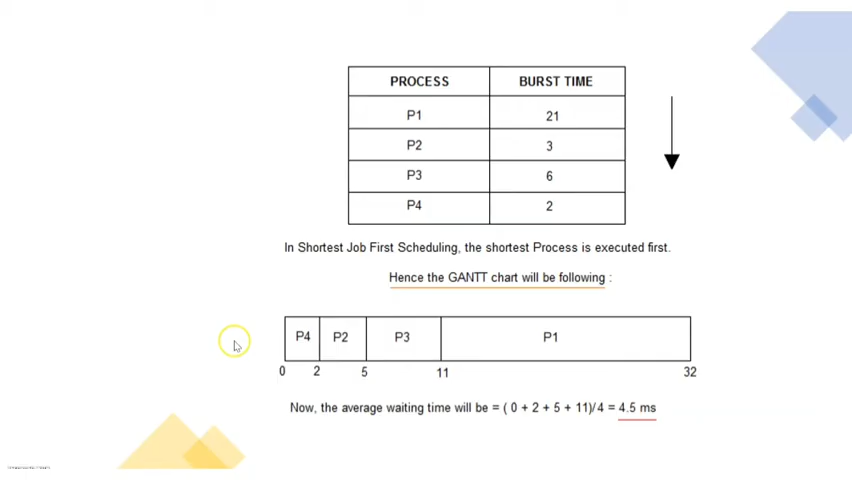 PROCESS BURST TIME
P1 21
P2 3
P3 6
P4 2
In Shortest Job First Scheduling, the shortest Process is executed first.
Hence the GANTT chart will be following :
P4 P2 P3 P1
0 2 5 11 32
Now, the average waiting time will be = ( 0 + 2 + 5 + 11)/4 = 4.5 ms